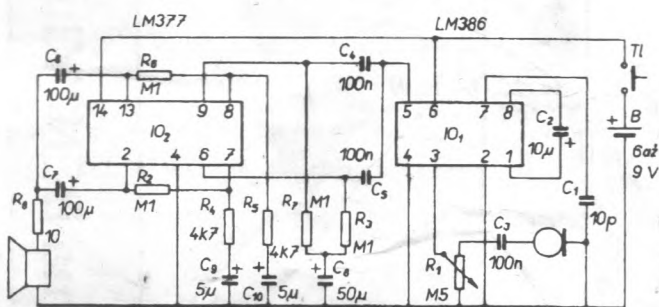 LM377
LM386
C6
100µ
R6
M1
C4
100n
Tl
14
13
9
8
5
6
7
8
IO2
IO1
C2
10µ
B
6až
9 V
2
4
6
7
4
3
2
1
100n
C5
C7
100µ
R2
M1
R8
10
R4
4k7
R5
4k7
R7
M1
R3
M1
C1
10p
C3
100n
R1
M5
C9
5µ
C10
5µ
C8
50µ